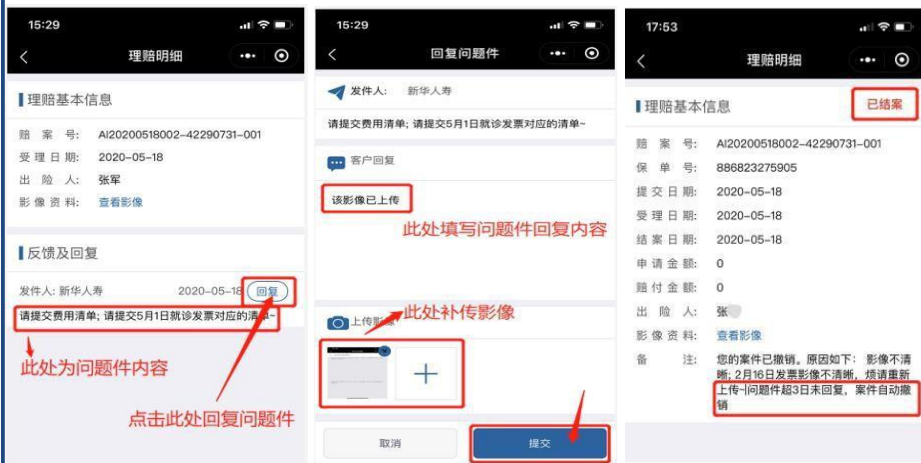 15:29
理赔明细
理赔基本信息
赔 案 号: AI20200518002-42290731-001
受 理 日 期: 2020-05-18
出 险 人: 张军
影 像 资 料: 查看影像
反馈及回复
发件人: 新华人寿 2020-05-18 回复
请提交费用清单; 请提交5月1日就诊发票对应的清单~
此处为问题件内容
点击此处回复问题件
15:29
回复问题件
发件人: 新华人寿
请提交费用清单; 请提交5月1日就诊发票对应的清单~
客户回复
该影像已上传
此处填写问题件回复内容
上传影像
此处补传影像
取消 提交
17:53
理赔明细
理赔基本信息 已结案
赔 案 号: AI20200518002-42290731-001
保 单 号: 886823275905
提 交 日 期: 2020-05-18
受 理 日 期: 2020-05-18
结 案 日 期: 2020-05-18
申 请 金 额: 0
赔 付 金 额: 0
出 险 人: 张
影 像 资 料: 查看影像
备 注: 您的案件已撤销。原因如下： 影像不清
晰; 2月16日发票影像不清晰，烦请重新
上传~|问题件超3日未回复，案件自动撤
销